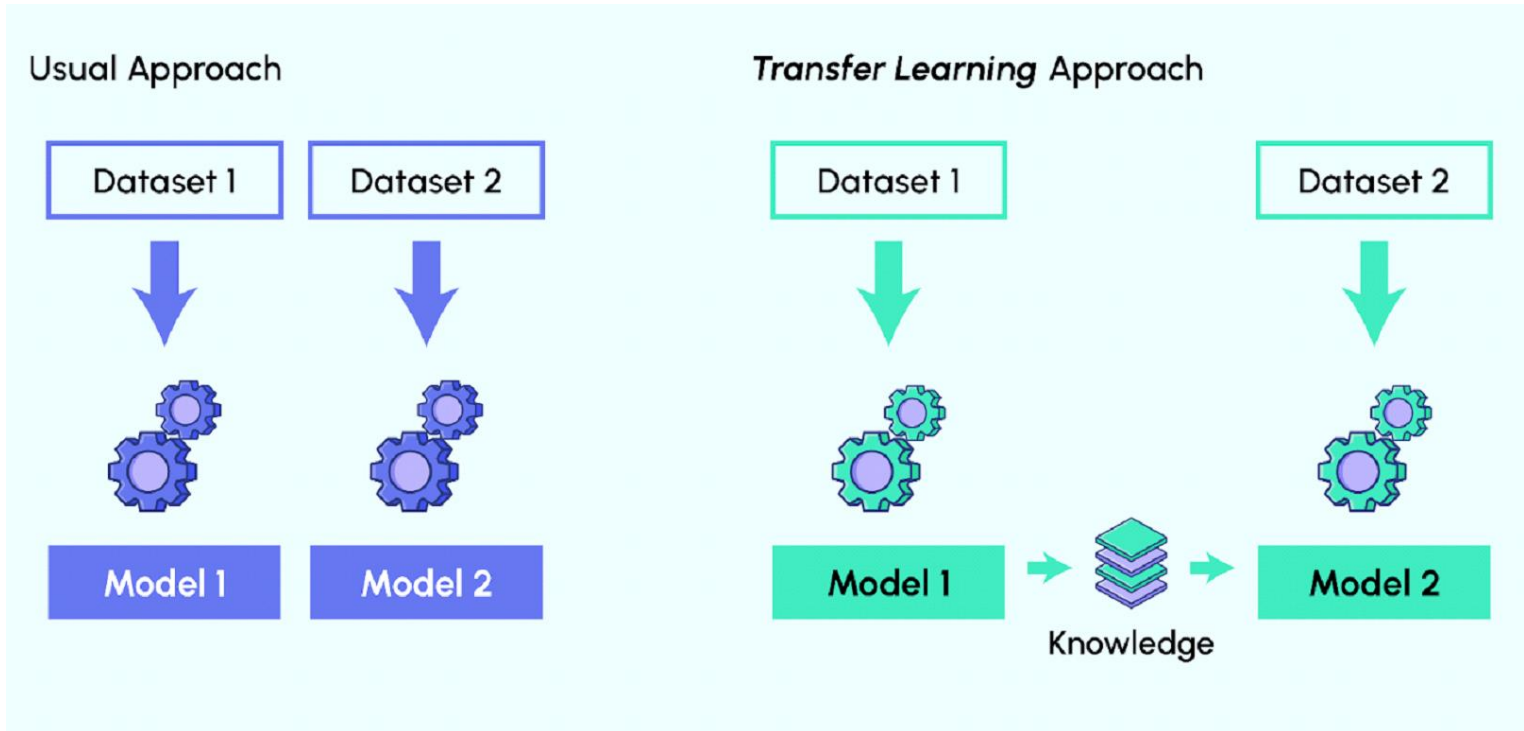 Usual Approach
Dataset 1
Dataset 2
Model 1
Model 2
Transfer Learning Approach
Dataset 1
Dataset 2
Model 1
Knowledge
Model 2